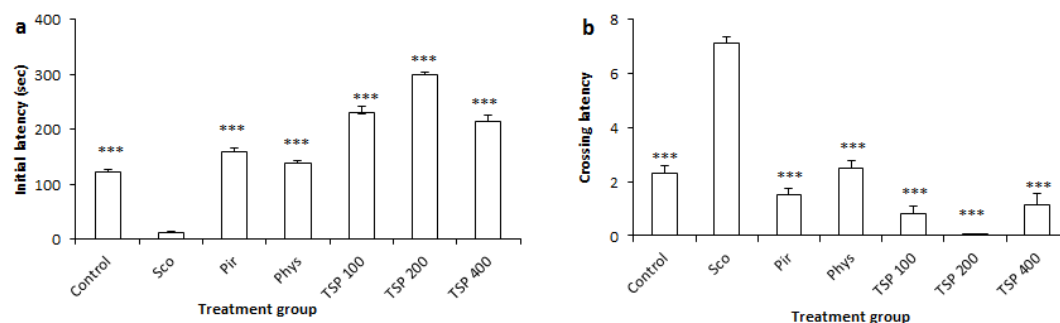 a
Initial latency (sec)
400
300
200
100
0
***
***
***
***
***
***
Control
Sco
Pir
Phys
TSP 100
TSP 200
TSP 400
Treatment group
b
Crossing latency
8
6
4
2
0
***
***
***
***
***
***
Control
Sco
Pir
Phys
TSP 100
TSP 200
TSP 400
Treatment group